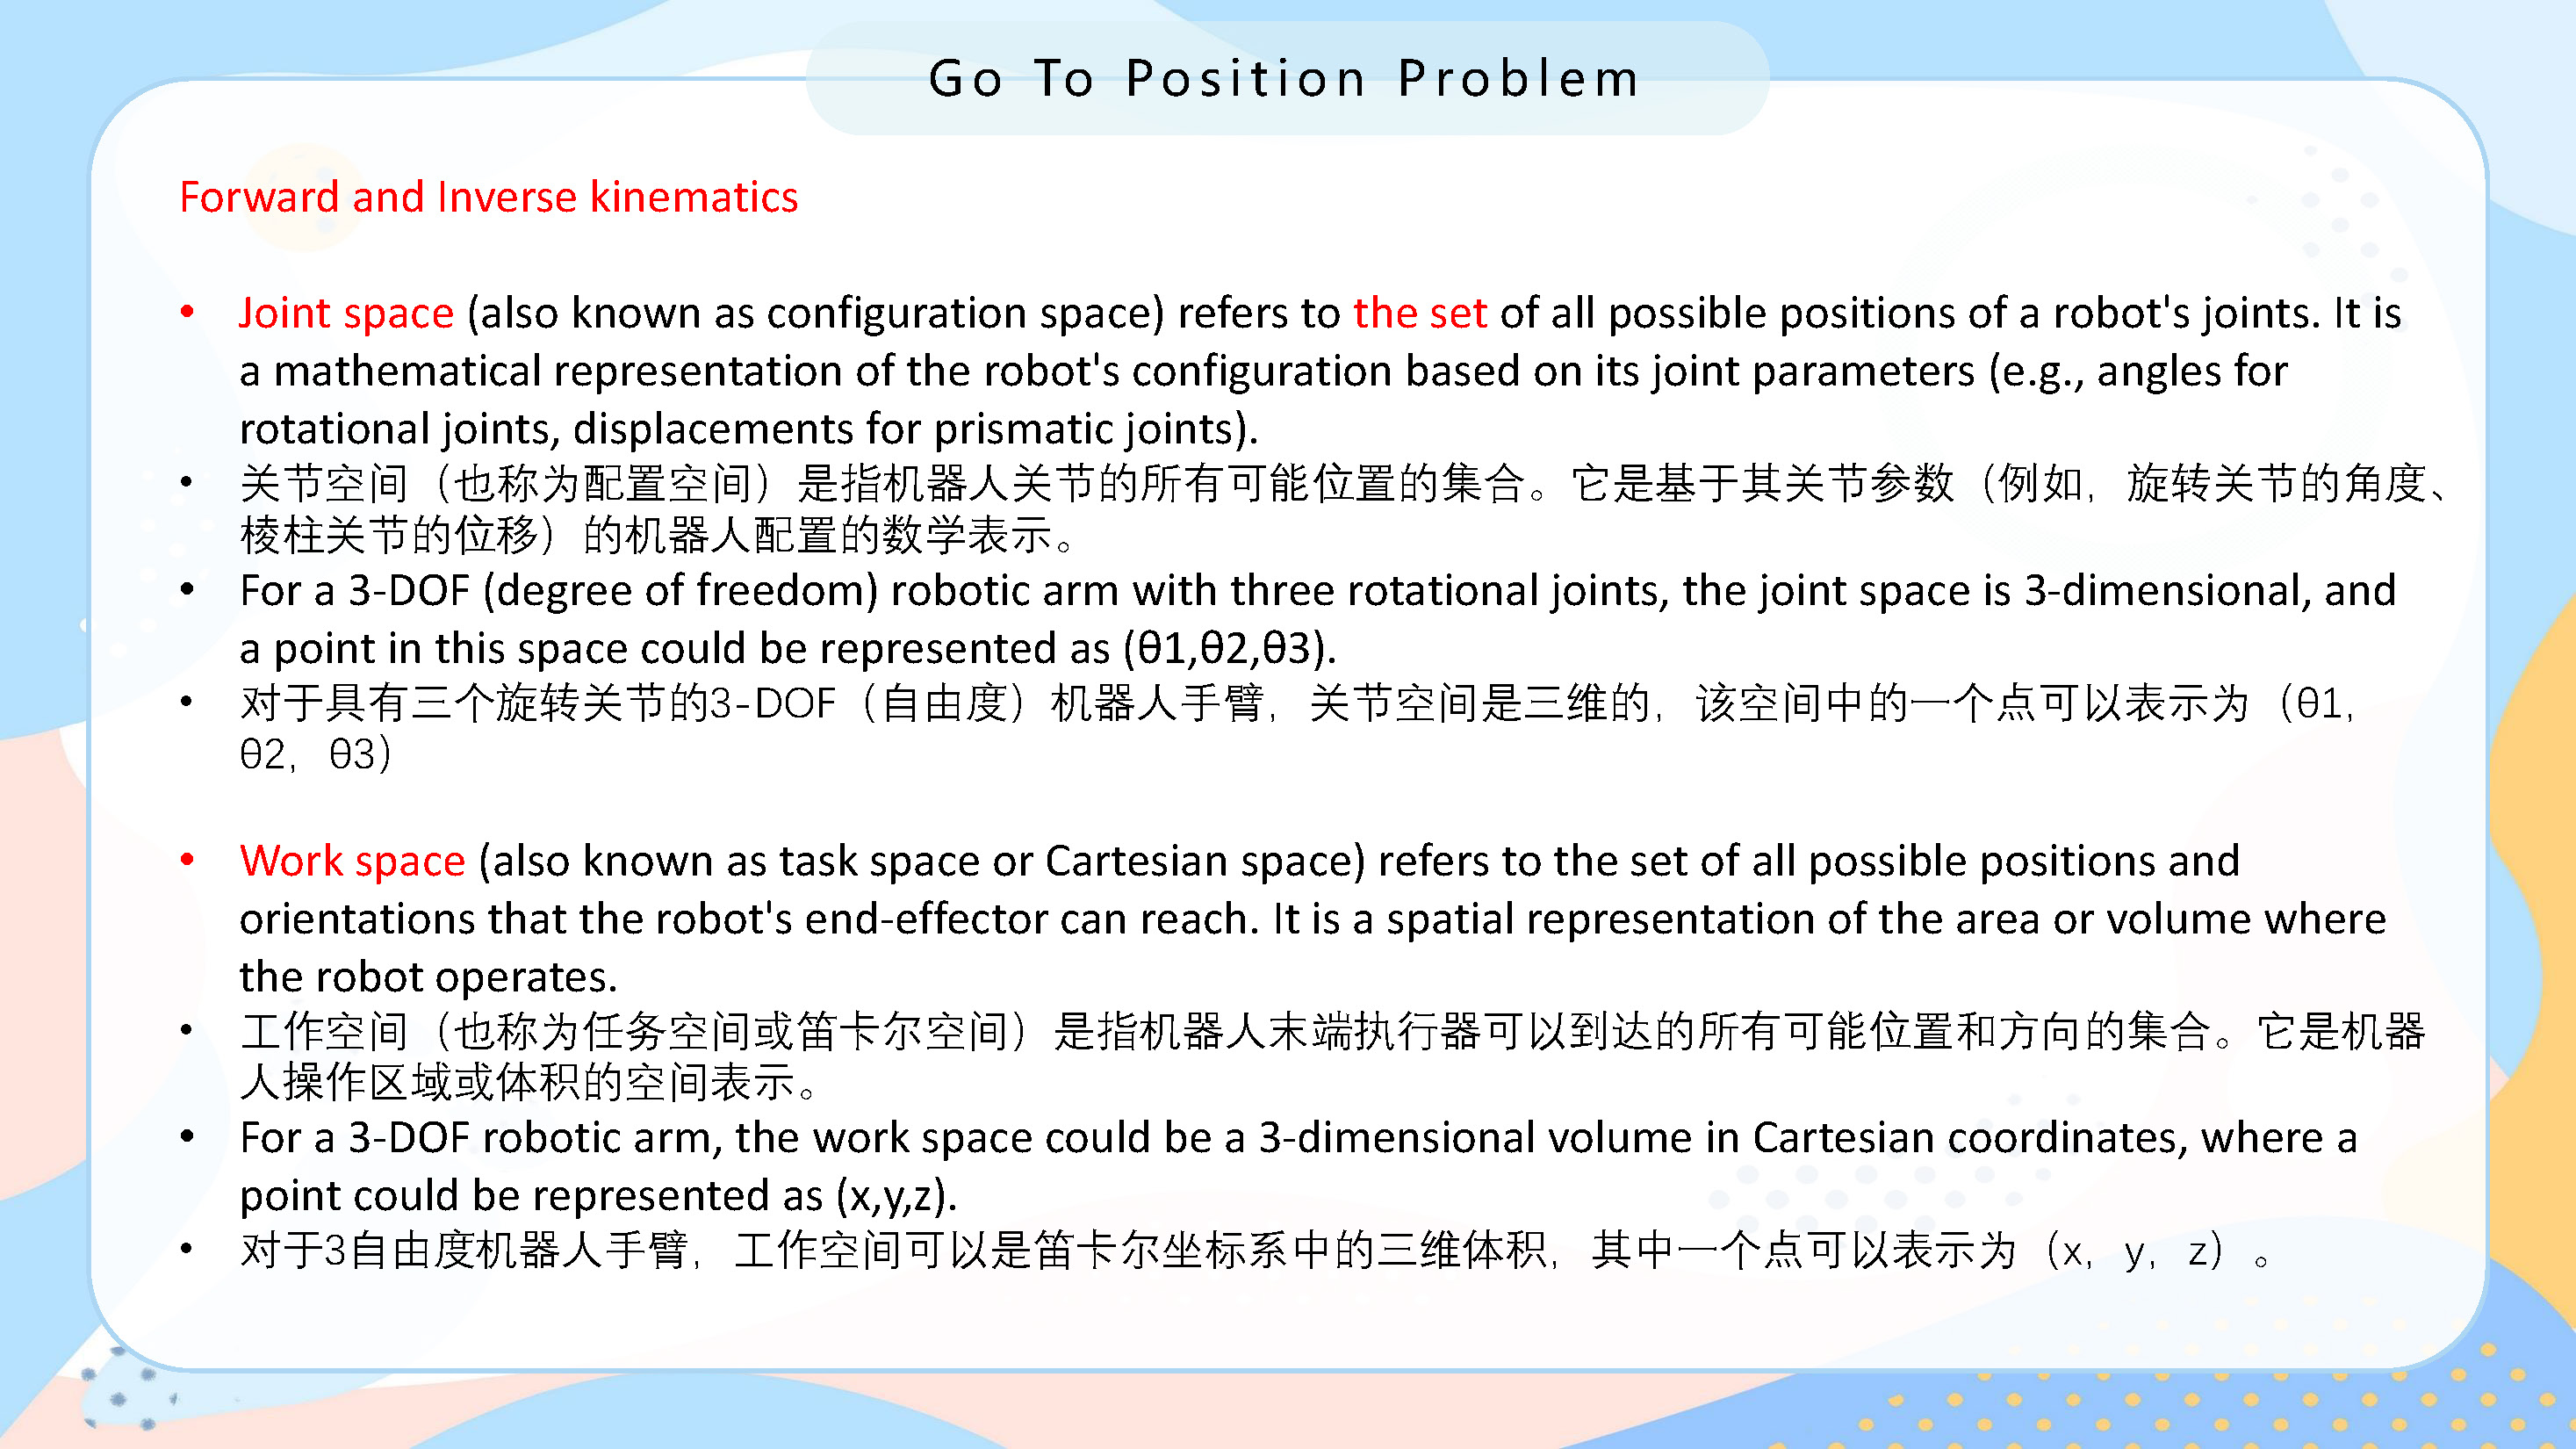 Go To Position Problem
Forward and Inverse kinematics
• Joint space (also known as configuration space) refers to the set of all possible positions of a robot's joints. It is
a mathematical representation of the robot's configuration based on its joint parameters (e.g., angles for
rotational joints, displacements for prismatic joints).
• 关节空间（也称为配置空间）是指机器人关节的所有可能位置的集合。它是基于其关节参数（例如，旋转关节的角度、
棱柱关节的位移）的机器人配置的数学表示。
• For a 3-DOF (degree of freedom) robotic arm with three rotational joints, the joint space is 3-dimensional, and
a point in this space could be represented as (θ1,θ2,θ3).
• 对于具有三个旋转关节的3-DOF（自由度）机器人手臂，关节空间是三维的，该空间中的一个点可以表示为（θ1，
θ2，θ3）
• Work space (also known as task space or Cartesian space) refers to the set of all possible positions and
orientations that the robot's end-effector can reach. It is a spatial representation of the area or volume where
the robot operates.
• 工作空间（也称为任务空间或笛卡尔空间）是指机器人末端执行器可以到达的所有可能位置和方向的集合。它是机器
人操作区域或体积的空间表示。
• For a 3-DOF robotic arm, the work space could be a 3-dimensional volume in Cartesian coordinates, where a
point could be represented as (x,y,z).
• 对于3自由度机器人手臂，工作空间可以是笛卡尔坐标系中的三维体积，其中一个点可以表示为（x，y，z）。